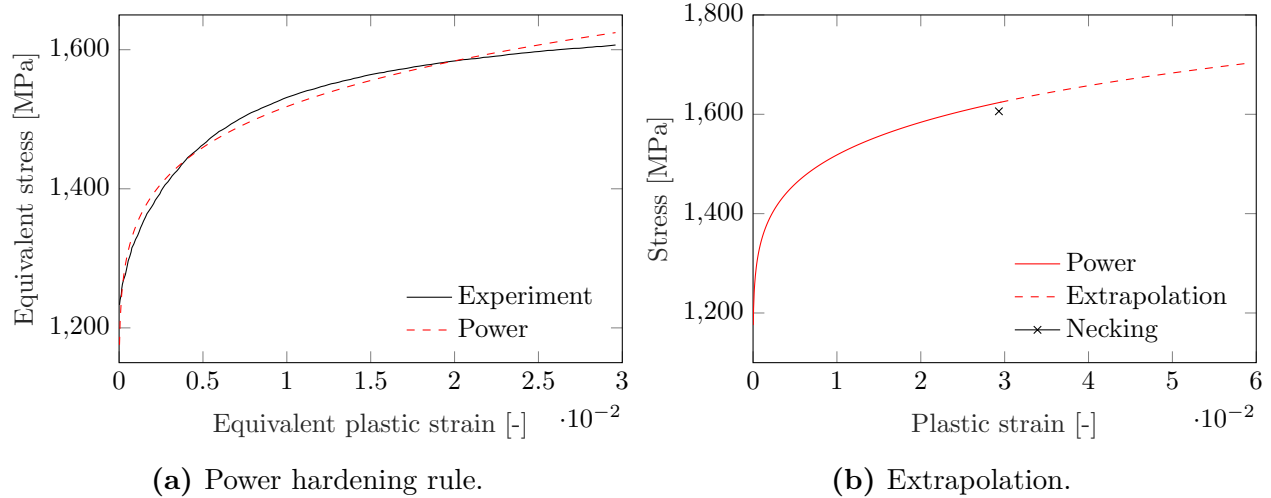 1,600
1,400
1,200
Equivalent stress [MPa]
Experiment
Power
0 0.5 1 1.5 2 2.5 3
·10⁻²
Equivalent plastic strain [-]
(a) Power hardening rule.
1,800
1,600
1,400
1,200
Stress [MPa]
Power
Extrapolation
Necking
0 1 2 3 4 5 6
·10⁻²
Plastic strain [-]
(b) Extrapolation.